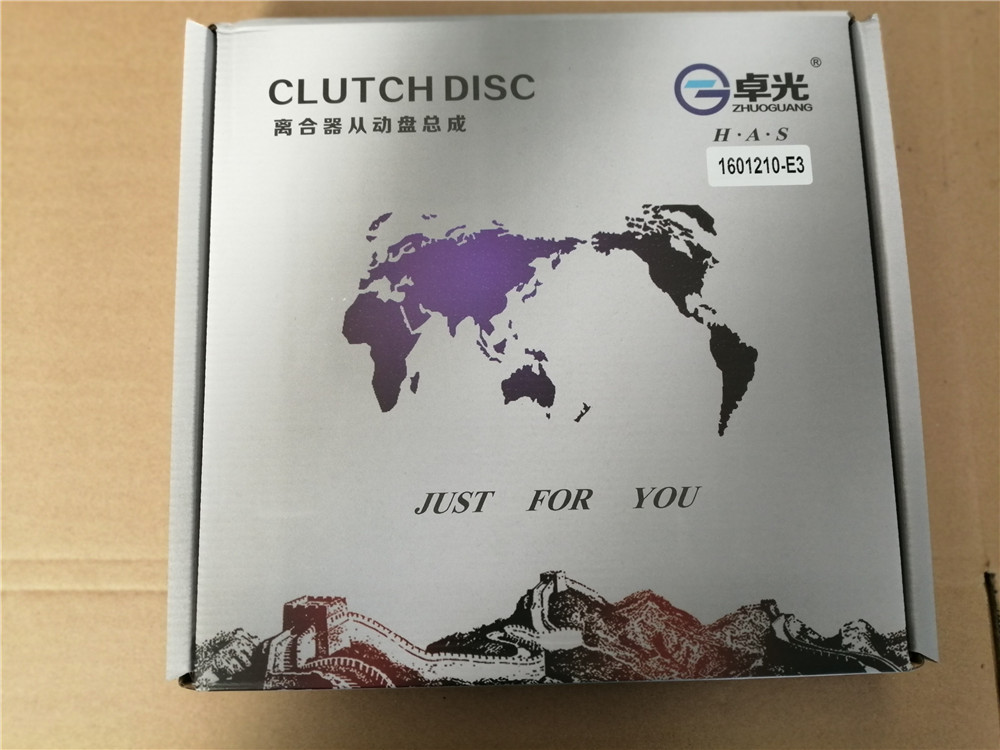 CLUTCH DISC
离合器从动盘总成
卓光®
ZHUOGUANG
H·A·S
1601210-E3
JUST FOR YOU